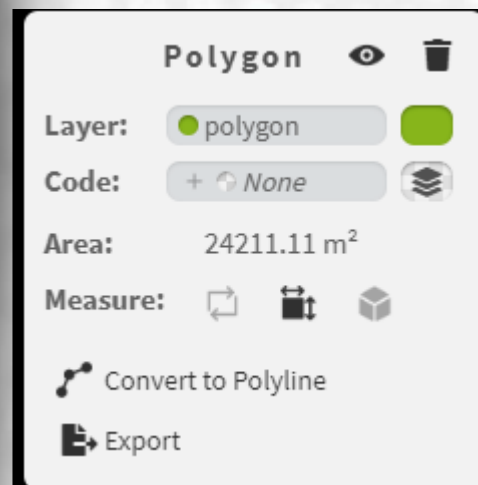 Polygon
Layer: polygon
Code: + None
Area: 24211.11 m²
Measure:
Convert to Polyline
Export